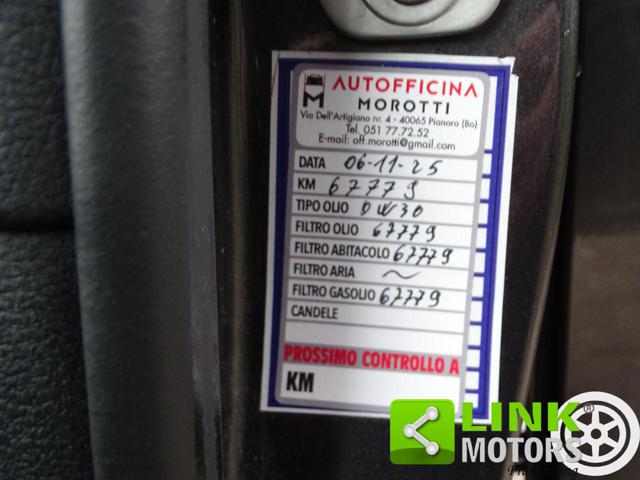 AUTOFFICINA
MOROTTI
Via Dell'Artigiano nr. 4 - 40065 Pianoro (Bo)
Tel. 051 77.72.52
E-mail: off.morotti@gmail.com
DATA 06-11-25
KM 67779
TIPO OLIO 0W30
FILTRO OLIO 67779
FILTRO ABITACOLO 67779
FILTRO ARIA ~
FILTRO GASOLIO 67779
CANDELE
PROSSIMO CONTROLLO A
KM
LINK
MOTORS
®